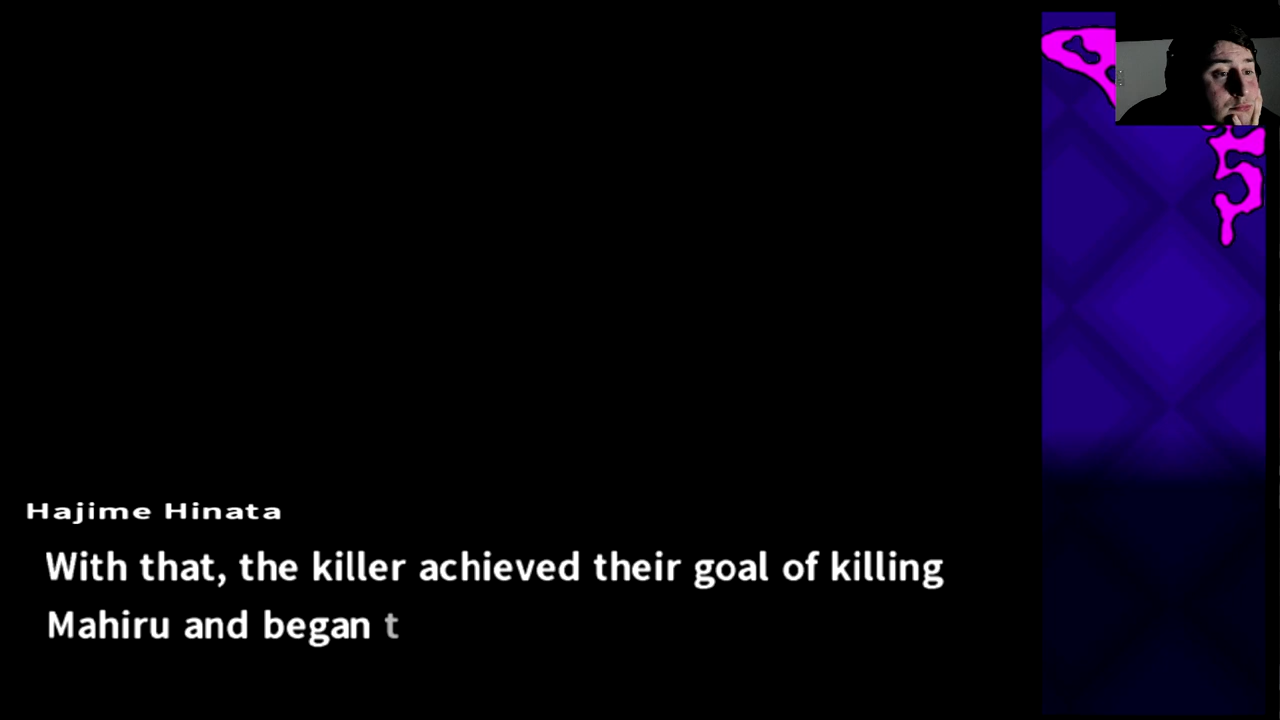 Hajime Hinata
With that, the killer achieved their goal of killing
Mahiru and began t